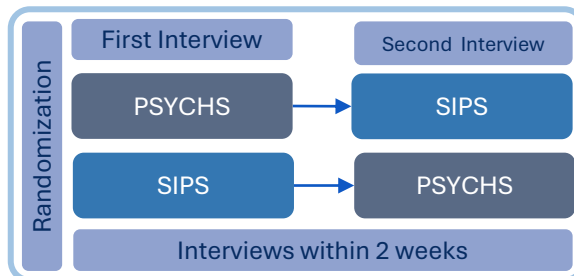 Randomization
First Interview
Second Interview
PSYCHS
SIPS
SIPS
PSYCHS
Interviews within 2 weeks